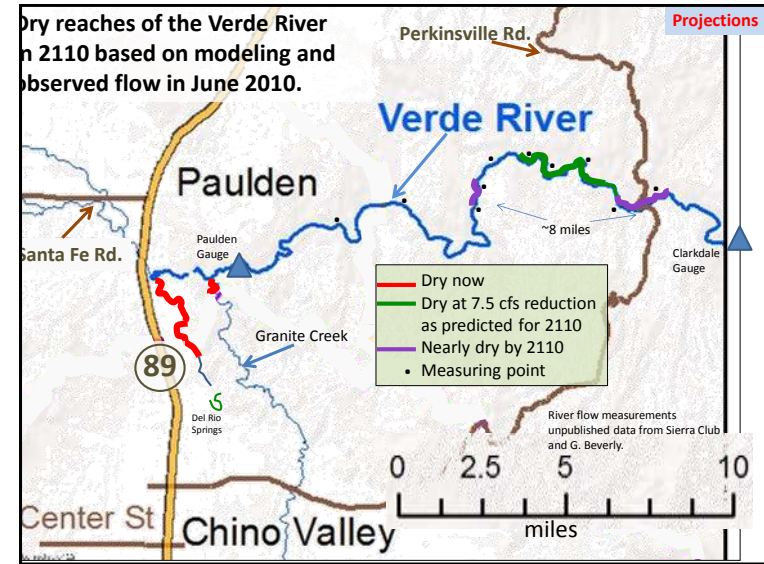 Dry reaches of the Verde River
in 2110 based on modeling and
observed flow in June 2010.
Projections
Perkinsville Rd.
Verde River
Paulden
~8 miles
Santa Fe Rd.
Paulden
Gauge
Clarkdale
Gauge
Dry now
Dry at 7.5 cfs reduction
as predicted for 2110
Nearly dry by 2110
Measuring point
Granite Creek
89
Del Rio
Springs
River flow measurements
unpublished data from Sierra Club
and G. Beverly.
0 2.5 5 10
miles
Center St
Chino Valley